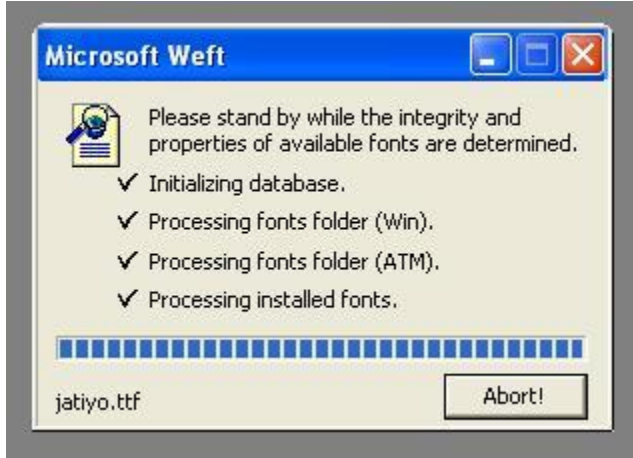 Microsoft Weft
Please stand by while the integrity and
properties of available fonts are determined.
✓ Initializing database.
✓ Processing fonts folder (Win).
✓ Processing fonts folder (ATM).
✓ Processing installed fonts.
jatiyo.ttf
Abort!